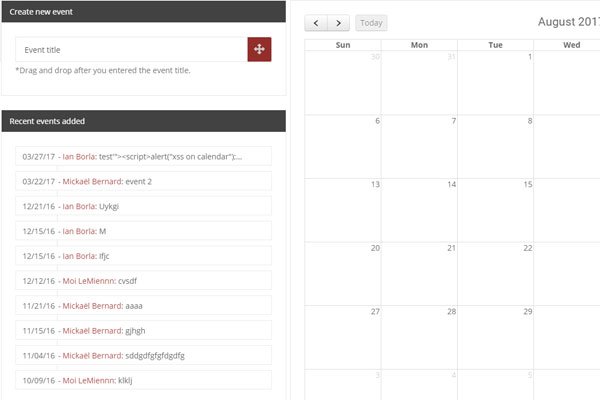 Create new event
Event title
*Drag and drop after you entered the event title.
Recent events added
03/27/17 - Ian Borla: test'"><script>alert("xss on calendar");...
03/22/17 - Mickaël Bernard: event 2
12/21/16 - Ian Borla: Uykgi
12/15/16 - Ian Borla: M
12/15/16 - Ian Borla: Ifjc
12/12/16 - Moi LeMiennn: cvsdf
11/21/16 - Mickaël Bernard: aaaa
11/15/16 - Mickaël Bernard: gjhgh
11/04/16 - Mickaël Bernard: sddgdfgfgfdgdfg
10/09/16 - Moi LeMiennn: klklj
Today
August 2017
Sun Mon Tue Wed
30 31 1
6 7 8
13 14 15
20 21 22
27 28 29
3 4 5